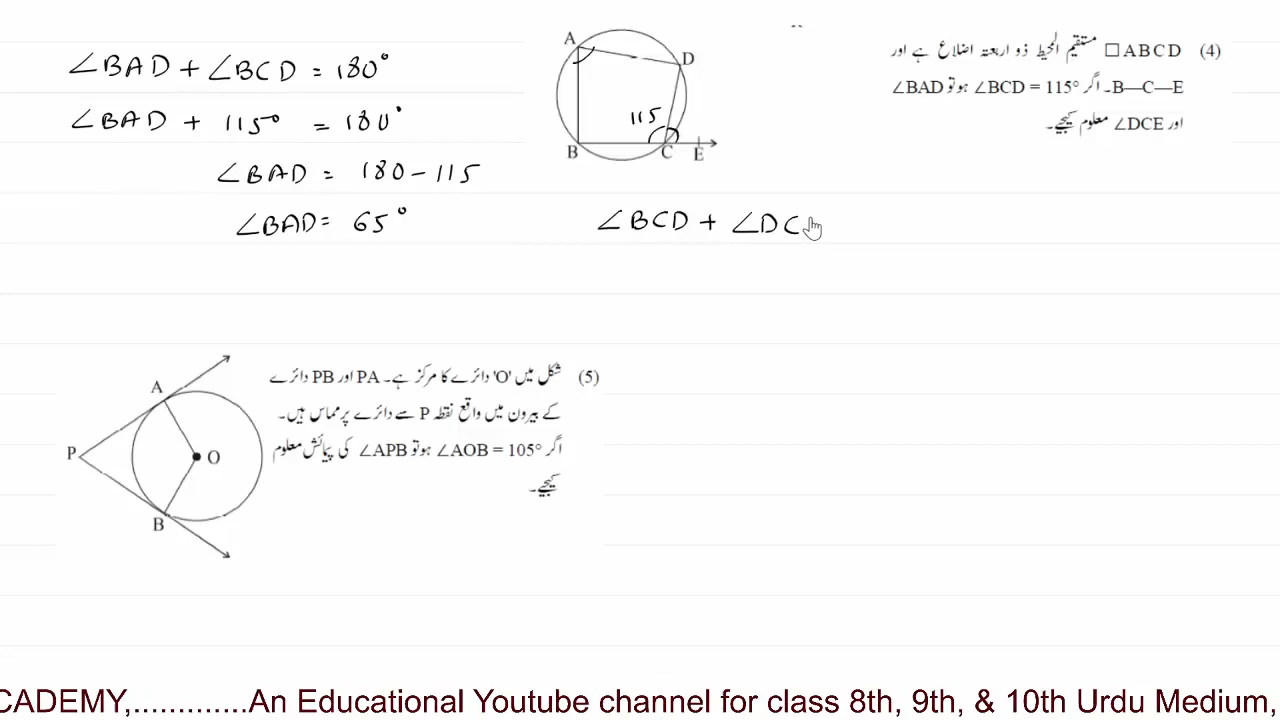 ∠BAD + ∠BCD = 180°
∠BAD + 115° = 180°
∠BAD = 180 - 115
∠BAD = 65°
A
D
115
B
C
E
(4) □ABCD مستقیم المحیط ذو اربعتہ اضلاع ہے اور
B—C—E۔ اگر ∠BCD = 115° ہوتو ∠BAD
اور ∠DCE معلوم کیجیے۔
∠BCD + ∠DC
A
P
O
B
(5) شکل میں 'O' دائرے کا مرکز ہے۔ PA اور PB دائرے
کے بیرون میں واقع نقطہ P سے دائرے پر مماس ہیں۔
اگر ∠AOB = 105° ہوتو ∠APB کی پیمائش معلوم
کیجیے۔
CADEMY,.............An Educational Youtube channel for class 8th, 9th, & 10th Urdu Medium,